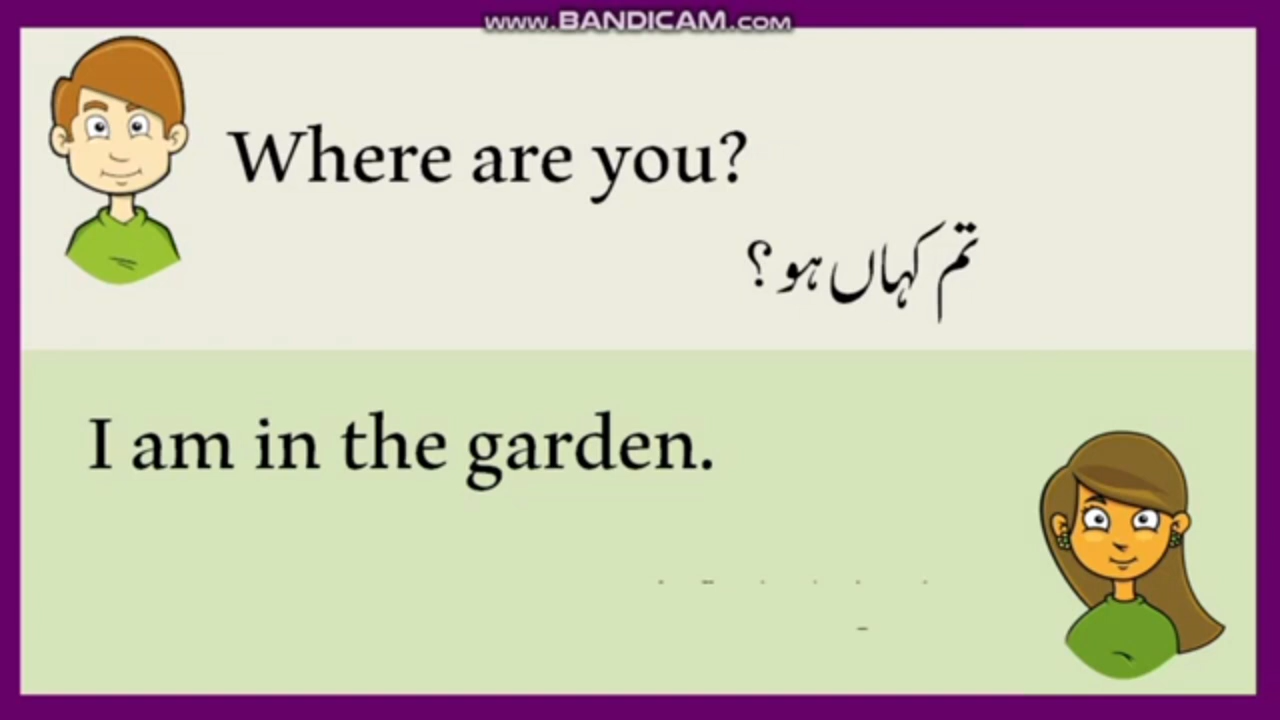 www.BANDICAM.com
Where are you?
تم کہاں ہو؟
I am in the garden.